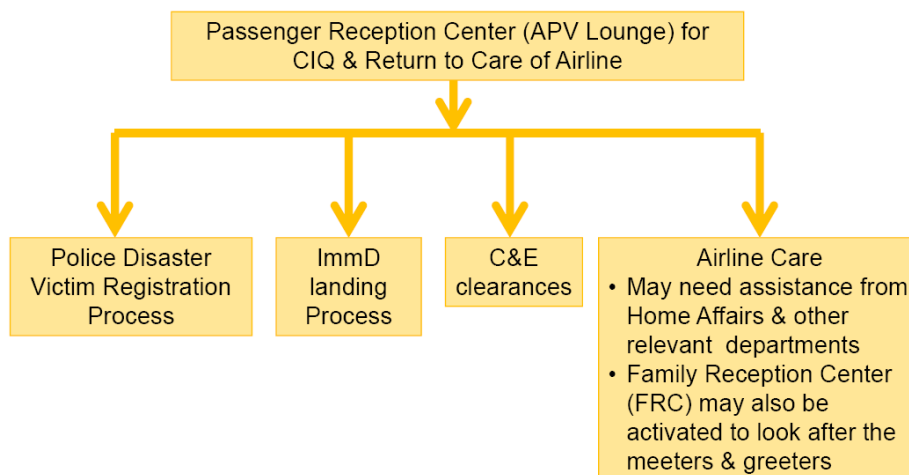 Passenger Reception Center (APV Lounge) for
CIQ & Return to Care of Airline
Police Disaster
Victim Registration
Process
ImmD
landing
Process
C&E
clearances
Airline Care
• May need assistance from
Home Affairs & other
relevant departments
• Family Reception Center
(FRC) may also be
activated to look after the
meeters & greeters